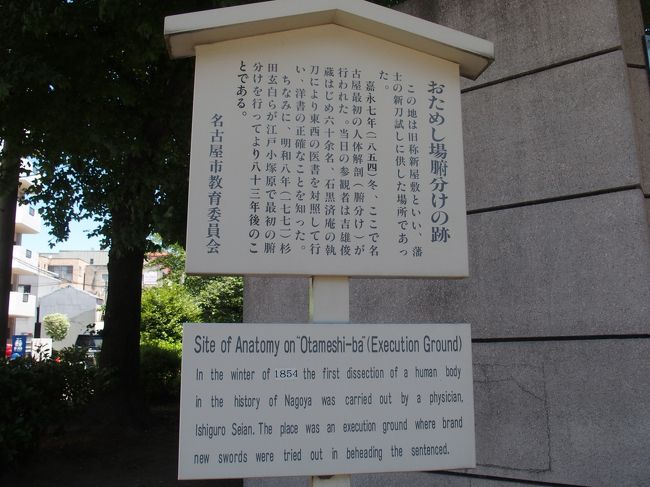 おためし場腑分けの跡
この地は旧称新屋敷といい、藩
士の新刀試しに供した場所であっ
た。
嘉永七年（一八五四）冬、ここで名
古屋最初の人体解剖（腑分け）が
行われた。当日の参観者は吉雄俊
蔵はじめ六十余名、石黒済庵の執
刀により東西の医書を対照して行
い、洋書の正確なことを知った。
ちなみに、明和八年（一七七一）杉
田玄白らが江戸小塚原で最初の腑
分けを行ってより八十三年後のこ
とである。
名古屋市教育委員会
Site of Anatomy on "Otameshi-ba" (Execution Ground)
In the winter of 1854 the first dissection of a human body
in the history of Nagoya was carried out by a physician,
Ishiguro Seian. The place was an execution ground where brand
new swords were tried out in beheading the sentenced.